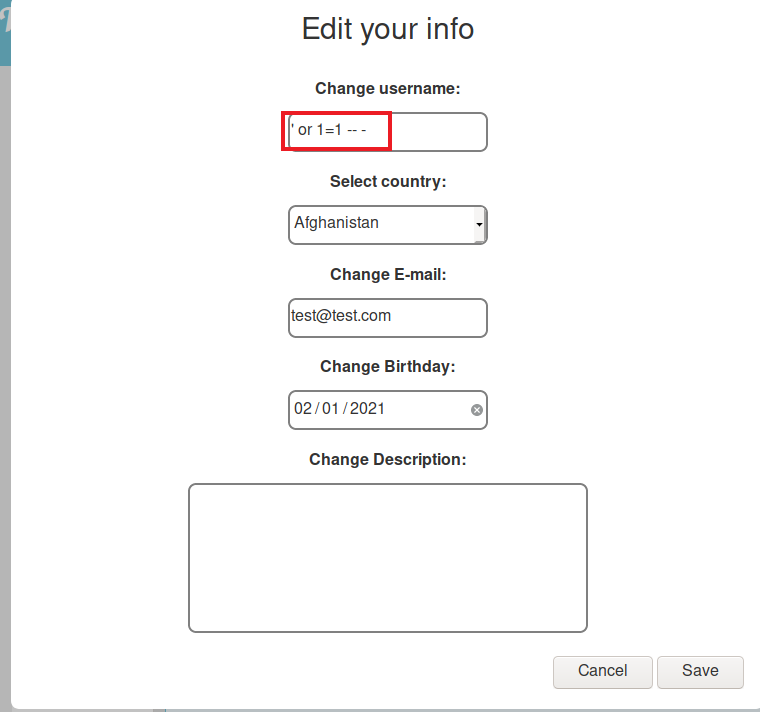 Edit your info
Change username:
' or 1=1 -- -
Select country:
Afghanistan
Change E-mail:
test@test.com
Change Birthday:
02/01/2021
Change Description:
Cancel Save